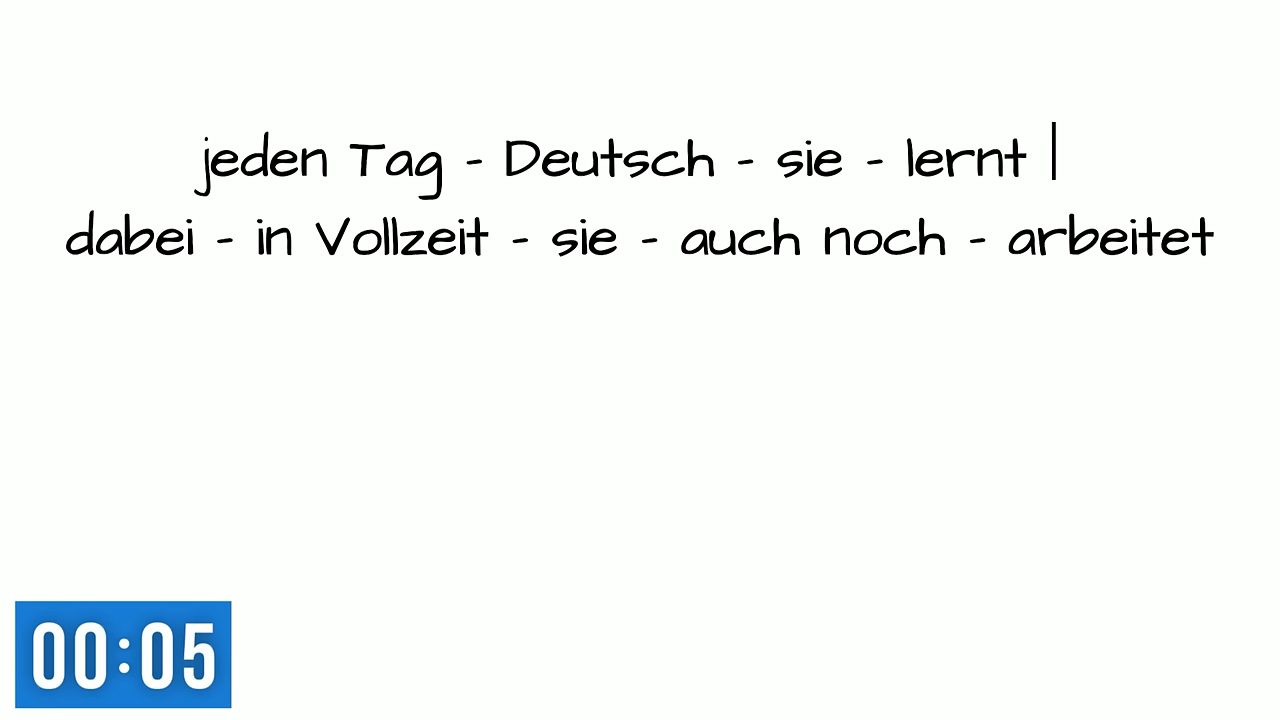 jeden Tag - Deutsch - sie - lernt |
dabei - in Vollzeit - sie - auch noch - arbeitet
00:05